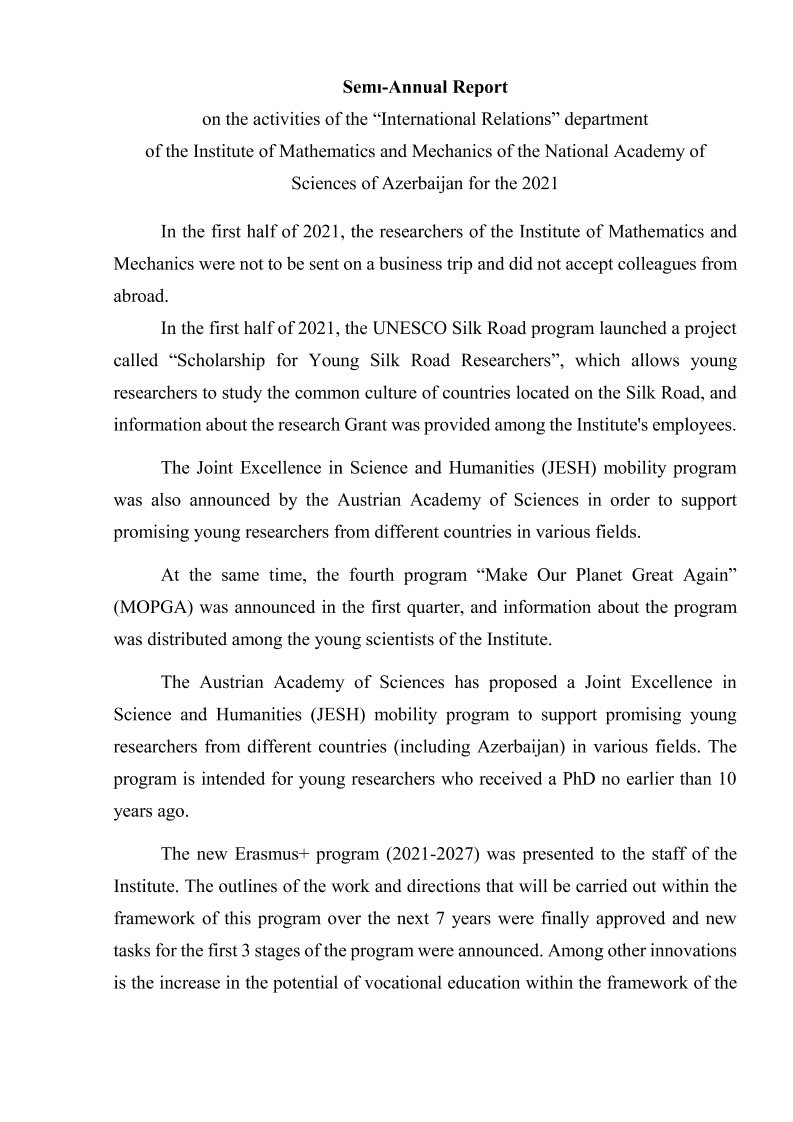 Semı-Annual Report
on the activities of the “International Relations” department
of the Institute of Mathematics and Mechanics of the National Academy of
Sciences of Azerbaijan for the 2021
In the first half of 2021, the researchers of the Institute of Mathematics and
Mechanics were not to be sent on a business trip and did not accept colleagues from
abroad.
In the first half of 2021, the UNESCO Silk Road program launched a project
called “Scholarship for Young Silk Road Researchers”, which allows young
researchers to study the common culture of countries located on the Silk Road, and
information about the research Grant was provided among the Institute's employees.
The Joint Excellence in Science and Humanities (JESH) mobility program
was also announced by the Austrian Academy of Sciences in order to support
promising young researchers from different countries in various fields.
At the same time, the fourth program “Make Our Planet Great Again”
(MOPGA) was announced in the first quarter, and information about the program
was distributed among the young scientists of the Institute.
The Austrian Academy of Sciences has proposed a Joint Excellence in
Science and Humanities (JESH) mobility program to support promising young
researchers from different countries (including Azerbaijan) in various fields. The
program is intended for young researchers who received a PhD no earlier than 10
years ago.
The new Erasmus+ program (2021-2027) was presented to the staff of the
Institute. The outlines of the work and directions that will be carried out within the
framework of this program over the next 7 years were finally approved and new
tasks for the first 3 stages of the program were announced. Among other innovations
is the increase in the potential of vocational education within the framework of the